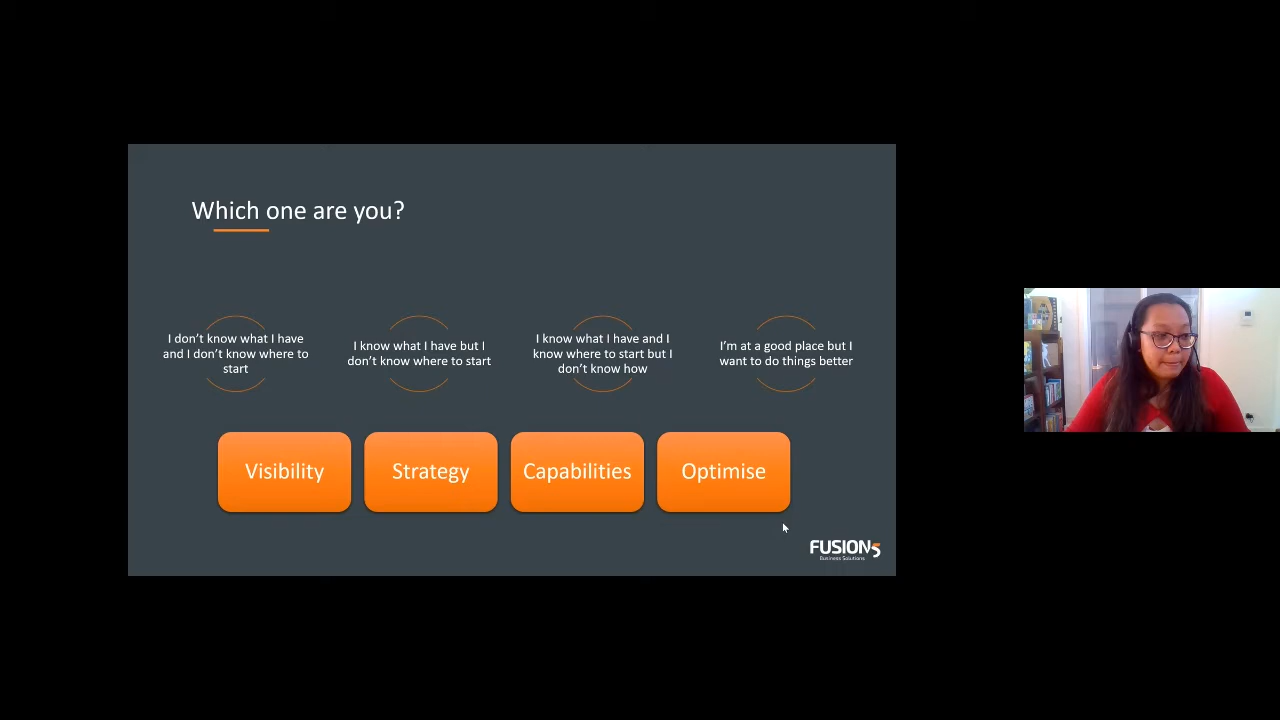 Which one are you?
I don't know what I have
and I don't know where to
start
I know what I have but I
don't know where to start
I know what I have and I
know where to start but I
don't know how
I'm at a good place but I
want to do things better
Visibility
Strategy
Capabilities
Optimise
FUSION5
Business Solutions